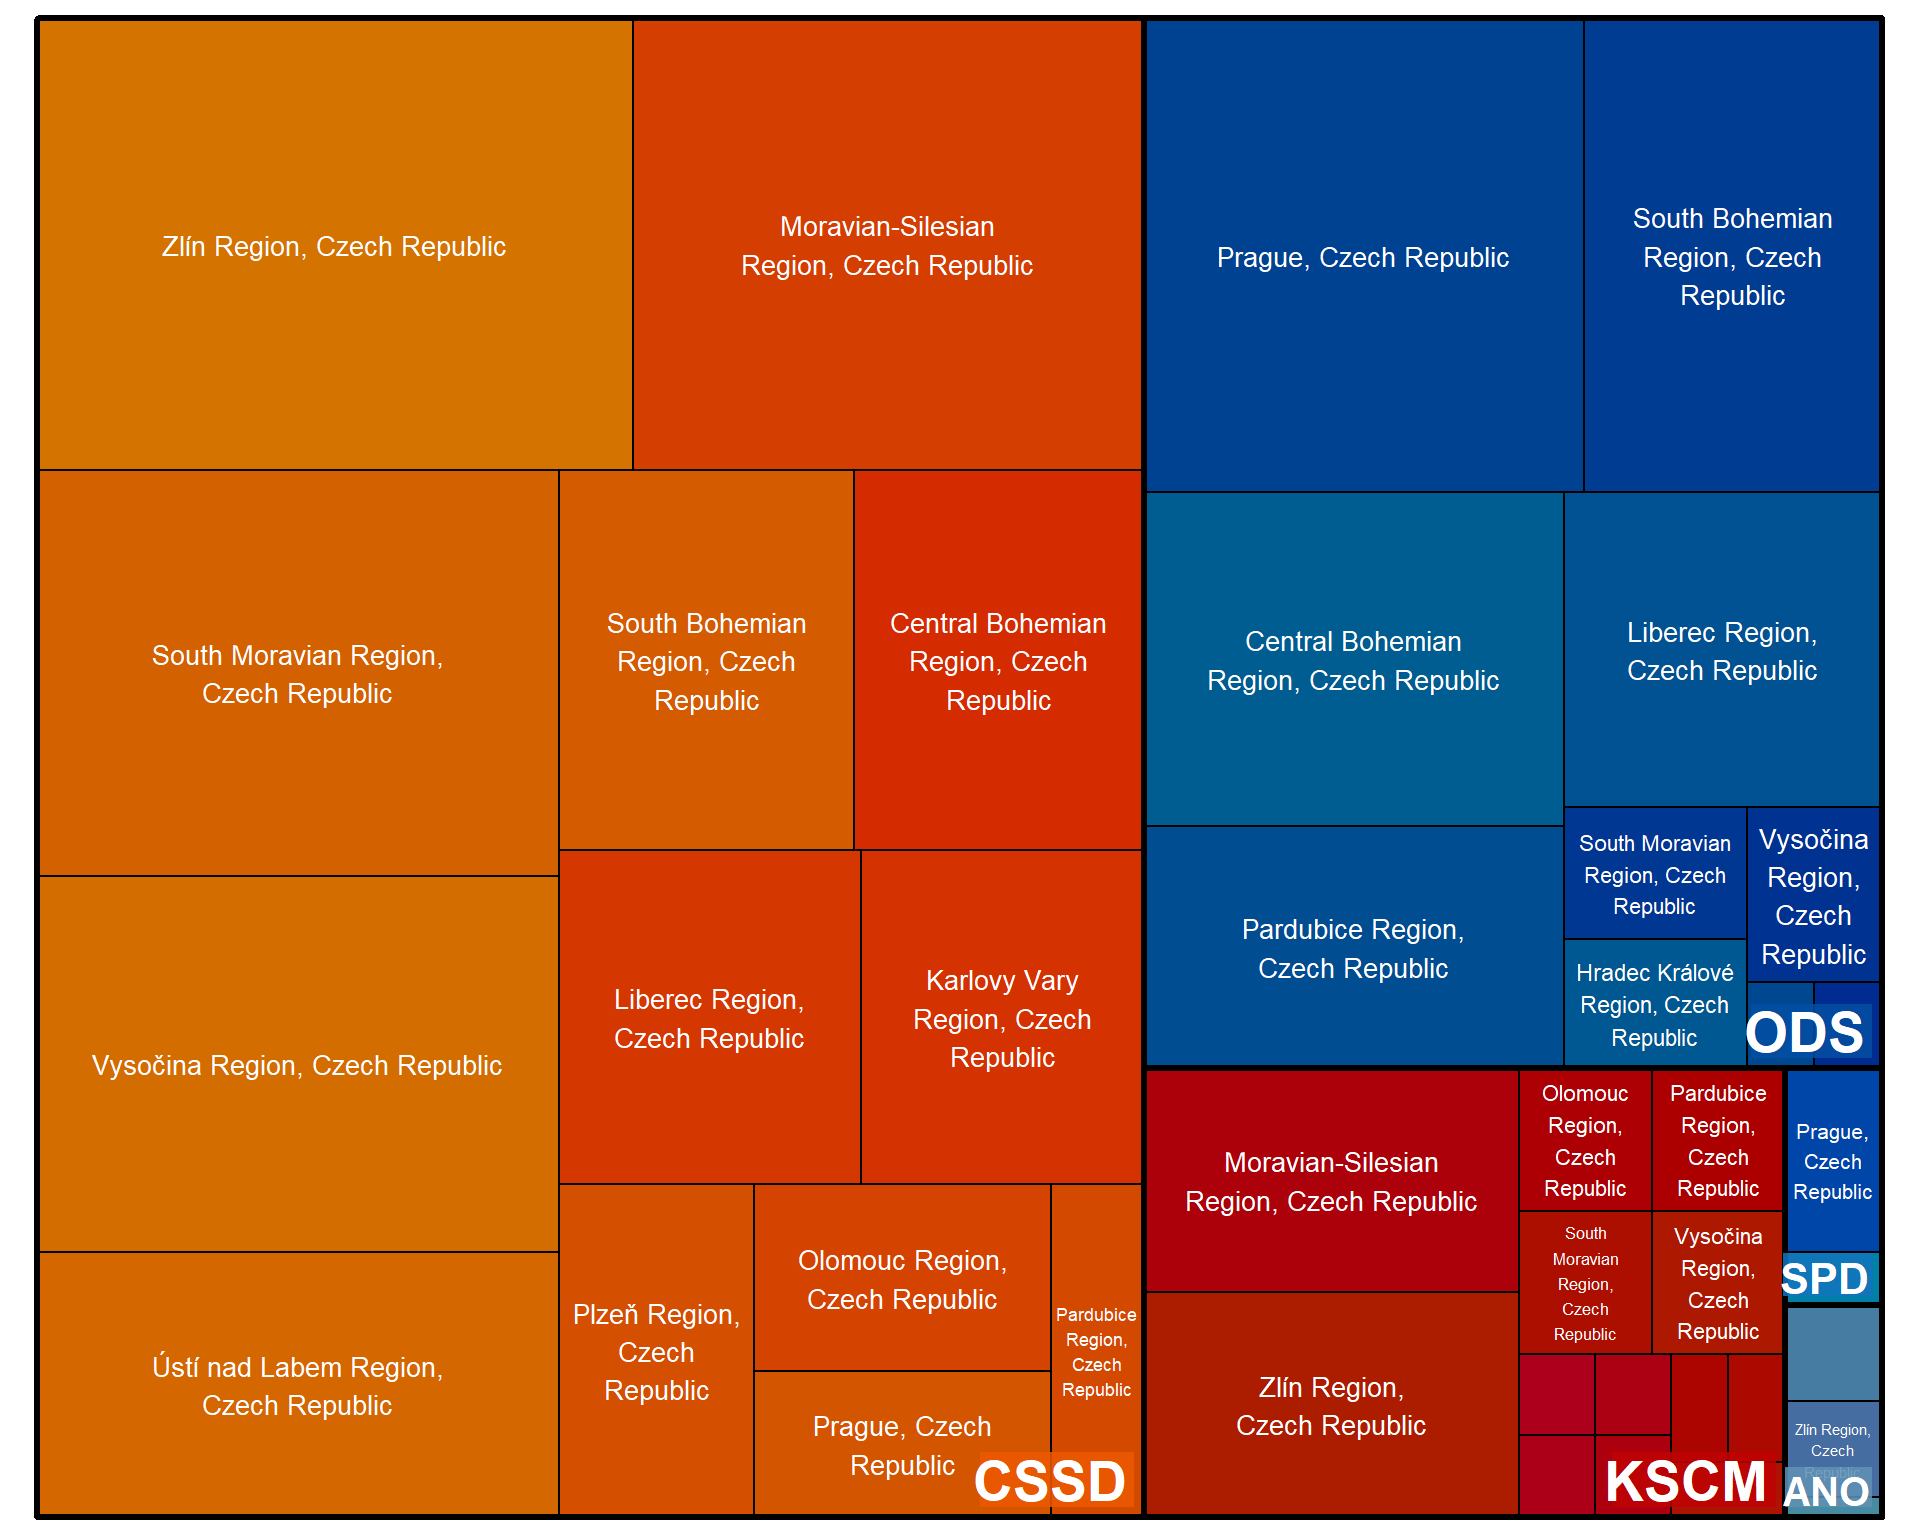 Zlín Region, Czech Republic
Moravian-Silesian
Region, Czech Republic
South Moravian Region,
Czech Republic
South Bohemian
Region, Czech
Republic
Central Bohemian
Region, Czech
Republic
Vysočina Region, Czech Republic
Liberec Region,
Czech Republic
Karlovy Vary
Region, Czech
Republic
Ústí nad Labem Region,
Czech Republic
Plzeň Region,
Czech
Republic
Olomouc Region,
Czech Republic
Prague, Czech
Republic
Pardubice
Region,
Czech
Republic
CSSD
Prague, Czech Republic
South Bohemian
Region, Czech
Republic
Central Bohemian
Region, Czech Republic
Liberec Region,
Czech Republic
Pardubice Region,
Czech Republic
South Moravian
Region, Czech
Republic
Vysočina
Region,
Czech
Republic
Hradec Králové
Region, Czech
Republic
ODS
Moravian-Silesian
Region, Czech Republic
Zlín Region,
Czech Republic
Olomouc
Region,
Czech
Republic
Pardubice
Region,
Czech
Republic
South
Moravian
Region,
Czech
Republic
Vysočina
Region,
Czech
Republic
KSCM
Prague,
Czech
Republic
SPD
Zlín Region,
Czech
Republic
ANO